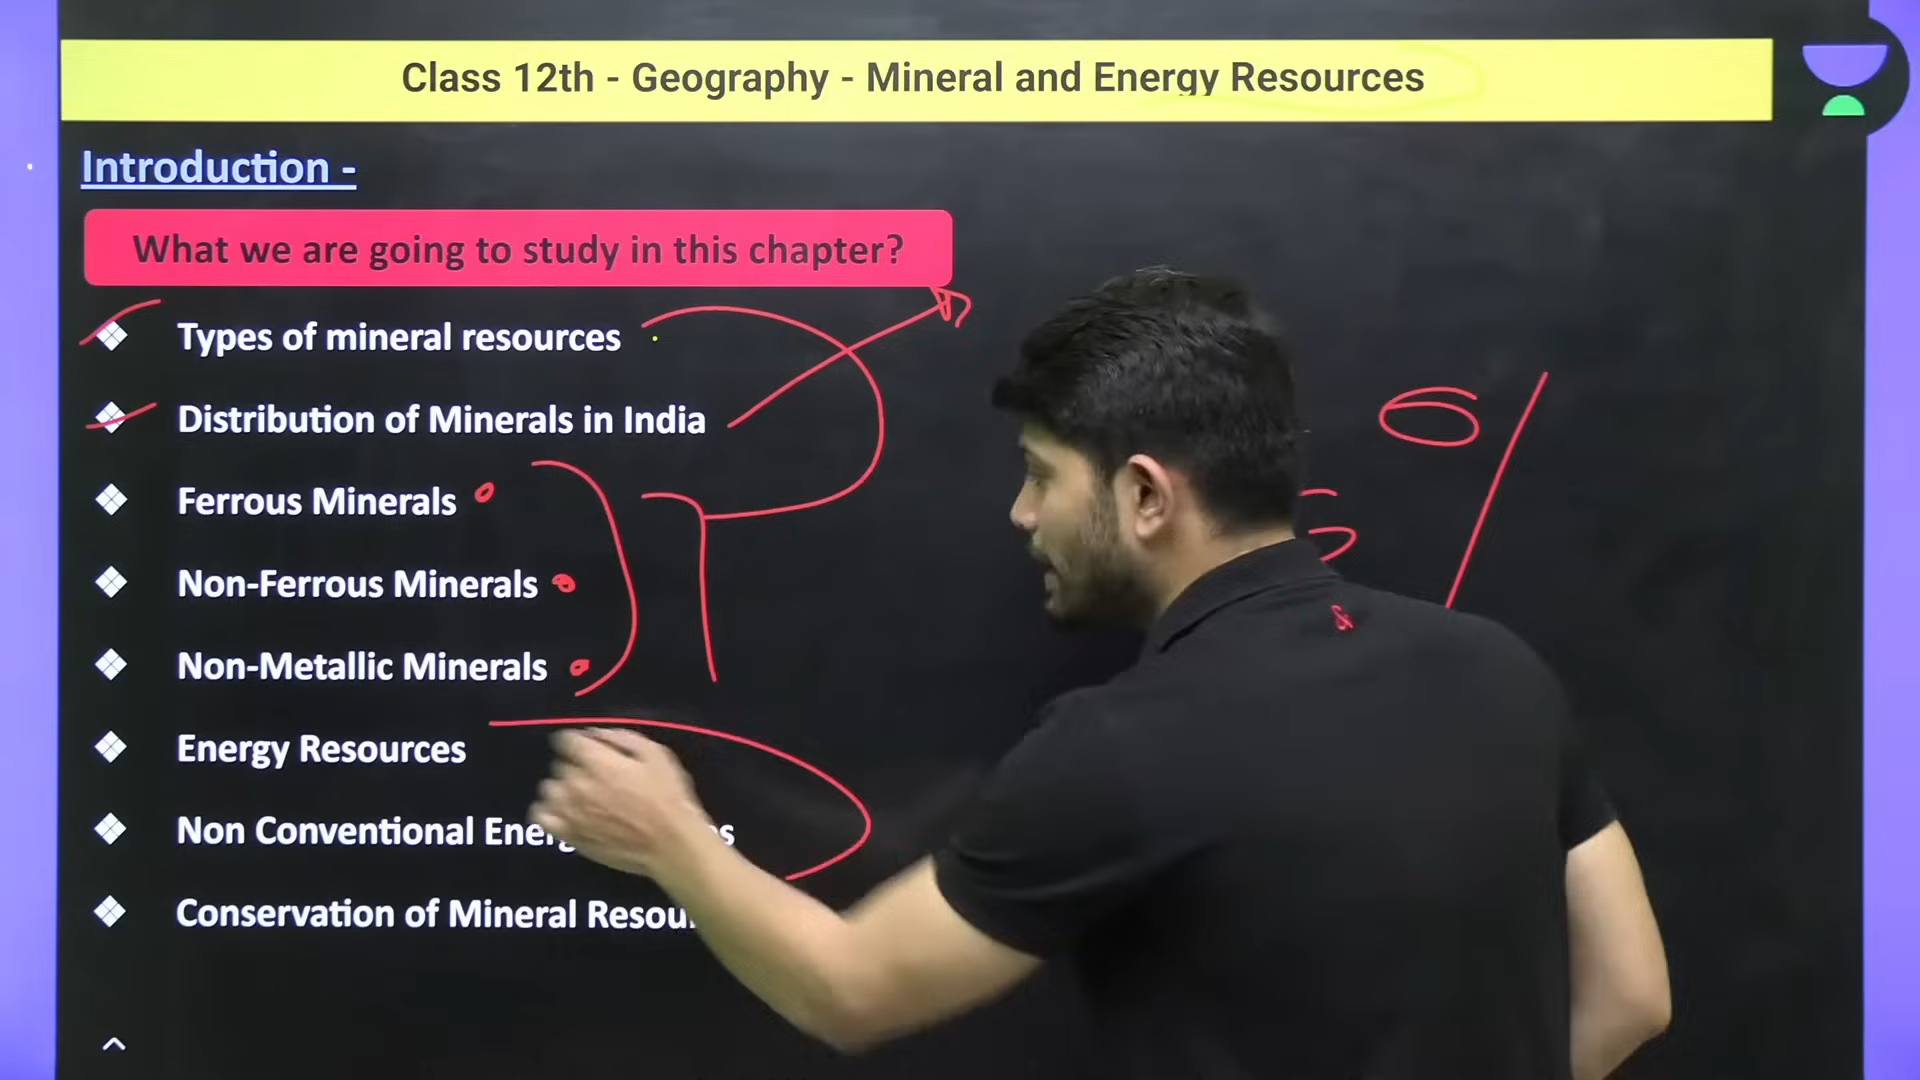 Class 12th - Geography - Mineral and Energy Resources
Introduction -
What we are going to study in this chapter?
❖ Types of mineral resources
❖ Distribution of Minerals in India
❖ Ferrous Minerals
❖ Non-Ferrous Minerals
❖ Non-Metallic Minerals
❖ Energy Resources
❖ Non Conventional
❖ Conservation of Mineral